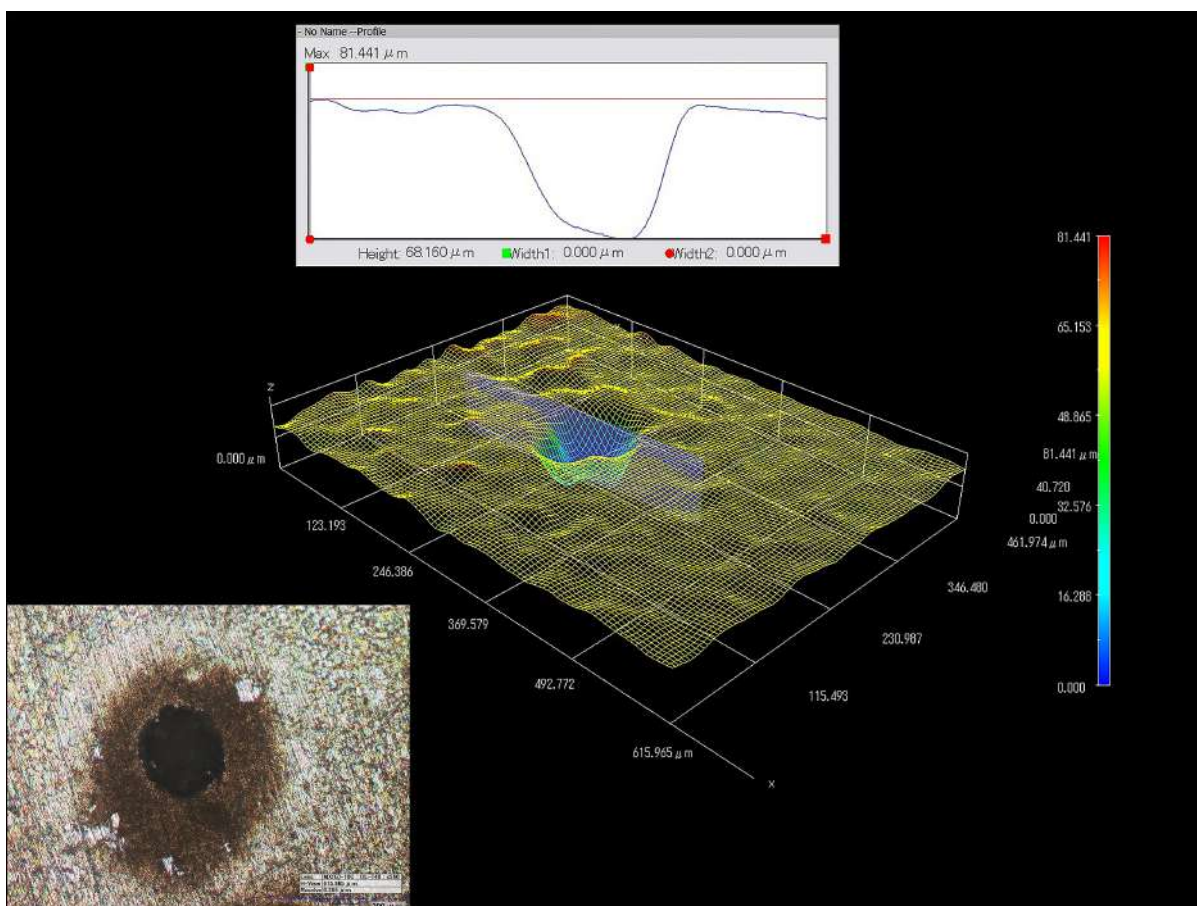 - No Name --Profile
Max 81.441 μm
Height: 68.160 μm Width1: 0.000 μm Width2: 0.000 μm
81.441
65.153
48.865
81.441 μm
40.720
32.576
0.000
461.974 μm
16.288
0.000
z
0.000 μm
123.193
246.386
369.579
492.772
615.965 μm
346.480
230.987
115.493
x